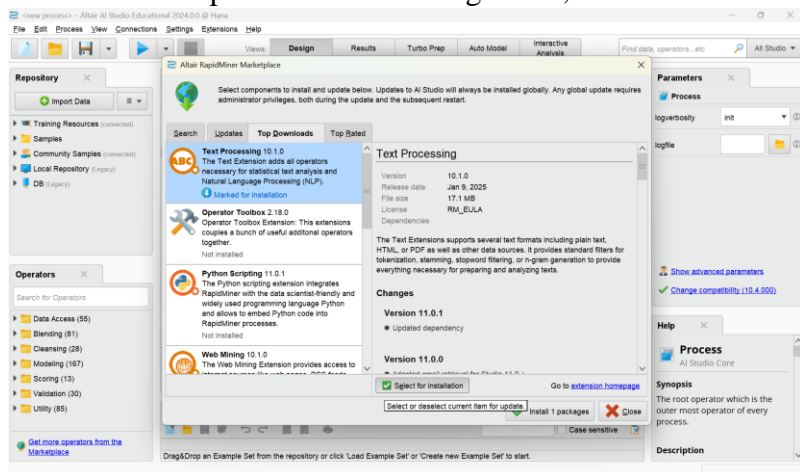 <new process> – Altair AI Studio Educational 2024.0.0 @ Hana
File Edit Process View Connections Settings Extensions Help
Views: Design Results Turbo Prep Auto Model Interactive Analysis
Find data, operators...etc All Studio
Repository
Import Data
Training Resources (connected)
Samples
Community Samples (connected)
Local Repository (Legacy)
DB (Legacy)
Operators
Search for Operators
Data Access (55)
Blending (81)
Cleansing (28)
Modeling (167)
Scoring (13)
Validation (30)
Utility (85)
Get more operators from the
Marketplace
Altair RapidMiner Marketplace
Select components to install and update below. Updates to AI Studio will always be installed globally. Any global update requires
administrator privileges, both during the update and the subsequent restart.
Search Updates Top Downloads Top Rated
Text Processing 10.1.0
The Text Extension adds all operators
necessary for statistical text analysis and
Natural Language Processing (NLP).
Marked for installation
Operator Toolbox 2.18.0
Operator Toolbox Extension: This extensions
couples a bunch of useful additonal operators
together.
Not installed
Python Scripting 11.0.1
The Python scripting extension integrates
RapidMiner with the data scientist-friendly and
widely used programming language Python
and allows to embed Python code into
RapidMiner processes.
Not installed
Web Mining 10.1.0
The Web Mining Extension provides access to
Text Processing
Version 10.1.0
Release date Jan 9, 2025
File size 17.1 MB
License RM_EULA
Dependencies
The Text Extensions supports several text formats including plain text,
HTML, or PDF as well as other data sources. It provides standard filters for
tokenization, stemming, stopword filtering, or n-gram generation to provide
everything necessary for preparing and analyzing texts.
Changes
Version 11.0.1
Updated dependency
Version 11.0.0
Select for installation
Go to extension homepage
Select or deselect current item for update.
Install 1 packages
Close
Case sensitive
Drag&Drop an Example Set from the repository or click 'Load Example Set' or 'Create new Example Set' to start.
Parameters
Process
logverbosity init
logfile
Show advanced parameters
Change compatibility (10.4.000)
Help
Process
AI Studio Core
Synopsis
The root operator which is the
outer most operator of every
process.
Description